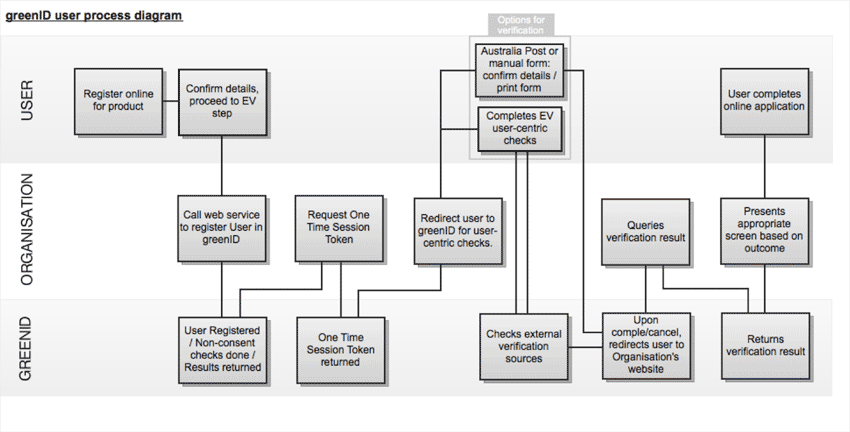 greenID user process diagram
Options for
verification
USER
Register online
for product
Confirm details,
proceed to EV
step
Australia Post or
manual form:
confirm details /
print form
Completes EV
user-centric
checks
User completes
online application
ORGANISATION
Call web service
to register User in
greenID
Request One
Time Session
Token
Redirect user to
greenID for user-
centric checks.
Queries
verification result
Presents
appropriate
screen based on
outcome
GREENID
User Registered
/ Non-consent
checks done /
Results returned
One Time
Session Token
returned
Checks external
verification
sources
Upon
comple/cancel,
redirects user to
Organisation's
website
Returns
verification result